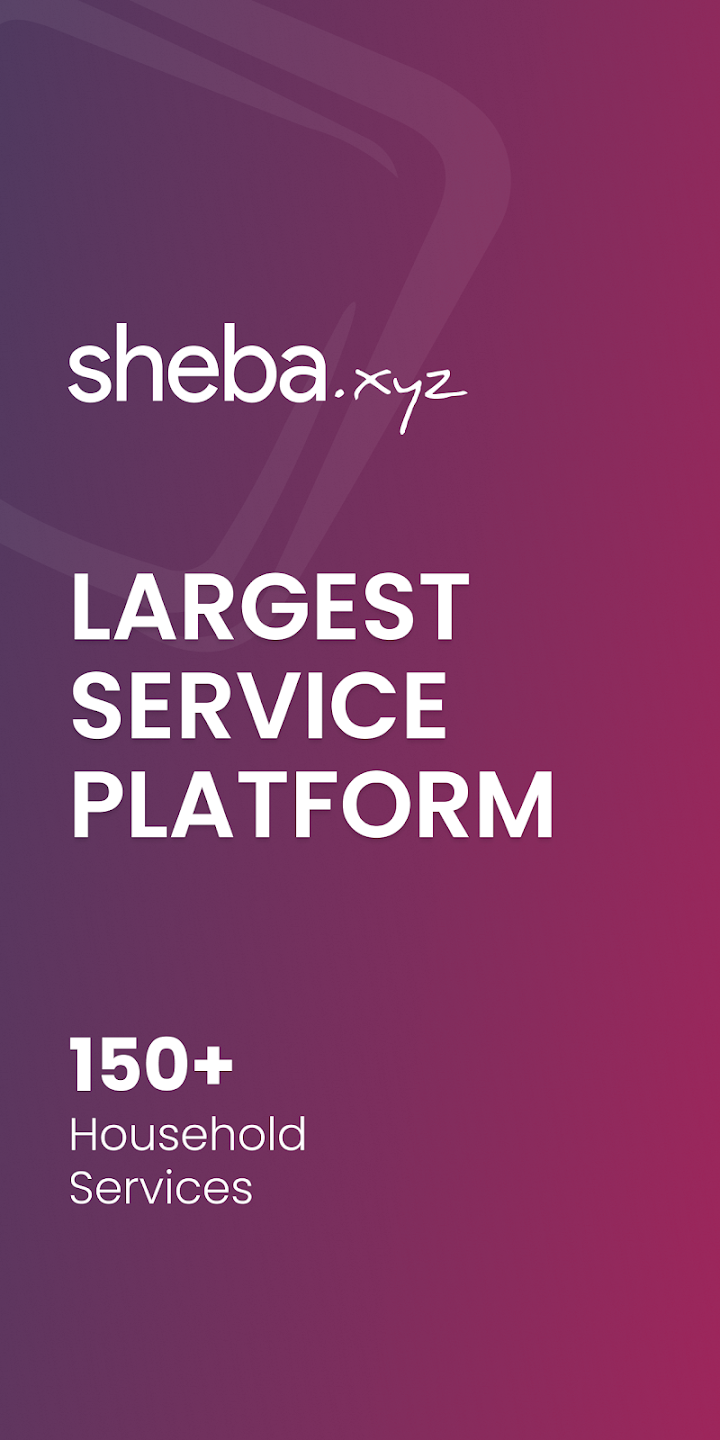 sheba.xyz
LARGEST
SERVICE
PLATFORM
150+
Household
Services